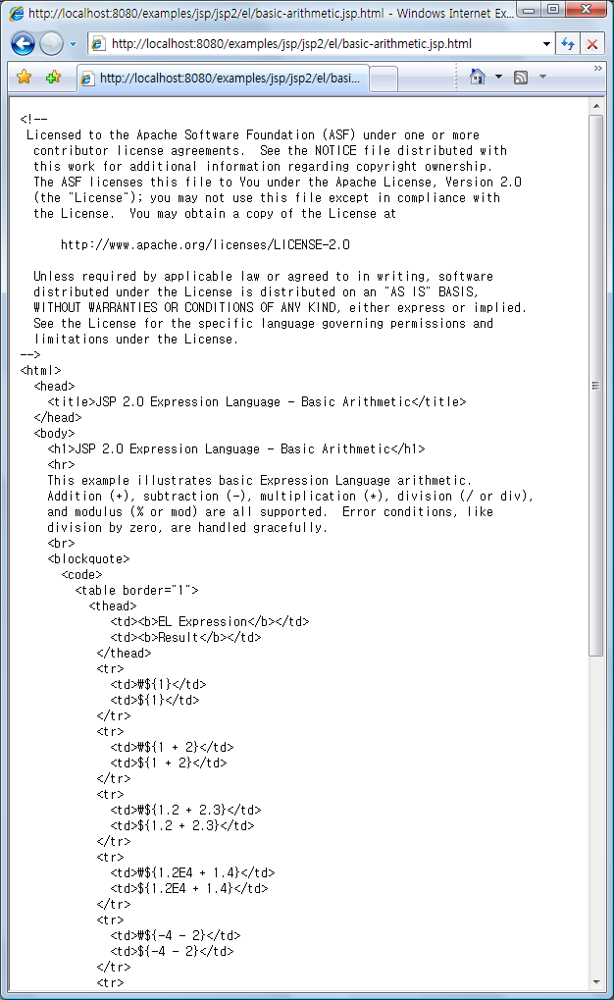 http://localhost:8080/examples/jsp/jsp2/el/basic-arithmetic.jsp.html - Windows Internet Ex...
http://localhost:8080/examples/jsp/jsp2/el/basic-arithmetic.jsp.html
http://localhost:8080/examples/jsp/jsp2/el/basi...
<!--
 Licensed to the Apache Software Foundation (ASF) under one or more
  contributor license agreements.  See the NOTICE file distributed with
  this work for additional information regarding copyright ownership.
  The ASF licenses this file to You under the Apache License, Version 2.0
  (the "License"); you may not use this file except in compliance with
  the License.  You may obtain a copy of the License at
      http://www.apache.org/licenses/LICENSE-2.0
  Unless required by applicable law or agreed to in writing, software
  distributed under the License is distributed on an "AS IS" BASIS,
  WITHOUT WARRANTIES OR CONDITIONS OF ANY KIND, either express or implied.
  See the License for the specific language governing permissions and
  limitations under the License.
-->
<html>
  <head>
    <title>JSP 2.0 Expression Language - Basic Arithmetic</title>
  </head>
  <body>
    <h1>JSP 2.0 Expression Language - Basic Arithmetic</h1>
    <hr>
    This example illustrates basic Expression Language arithmetic.
    Addition (+), subtraction (-), multiplication (*), division (/ or div),
    and modulus (% or mod) are all supported.  Error conditions, like
    division by zero, are handled gracefully.
    <br>
    <blockquote>
      <code>
        <table border="1">
          <thead>
             <td><b>EL Expression</b></td>
             <td><b>Result</b></td>
           </thead>
           <tr>
             <td>₩${1}</td>
             <td>${1}</td>
           </tr>
           <tr>
             <td>₩${1 + 2}</td>
             <td>${1 + 2}</td>
           </tr>
           <tr>
             <td>₩${1.2 + 2.3}</td>
             <td>${1.2 + 2.3}</td>
           </tr>
           <tr>
             <td>₩${1.2E4 + 1.4}</td>
             <td>${1.2E4 + 1.4}</td>
           </tr>
           <tr>
             <td>₩${-4 - 2}</td>
             <td>${-4 - 2}</td>
           </tr>
           <tr>